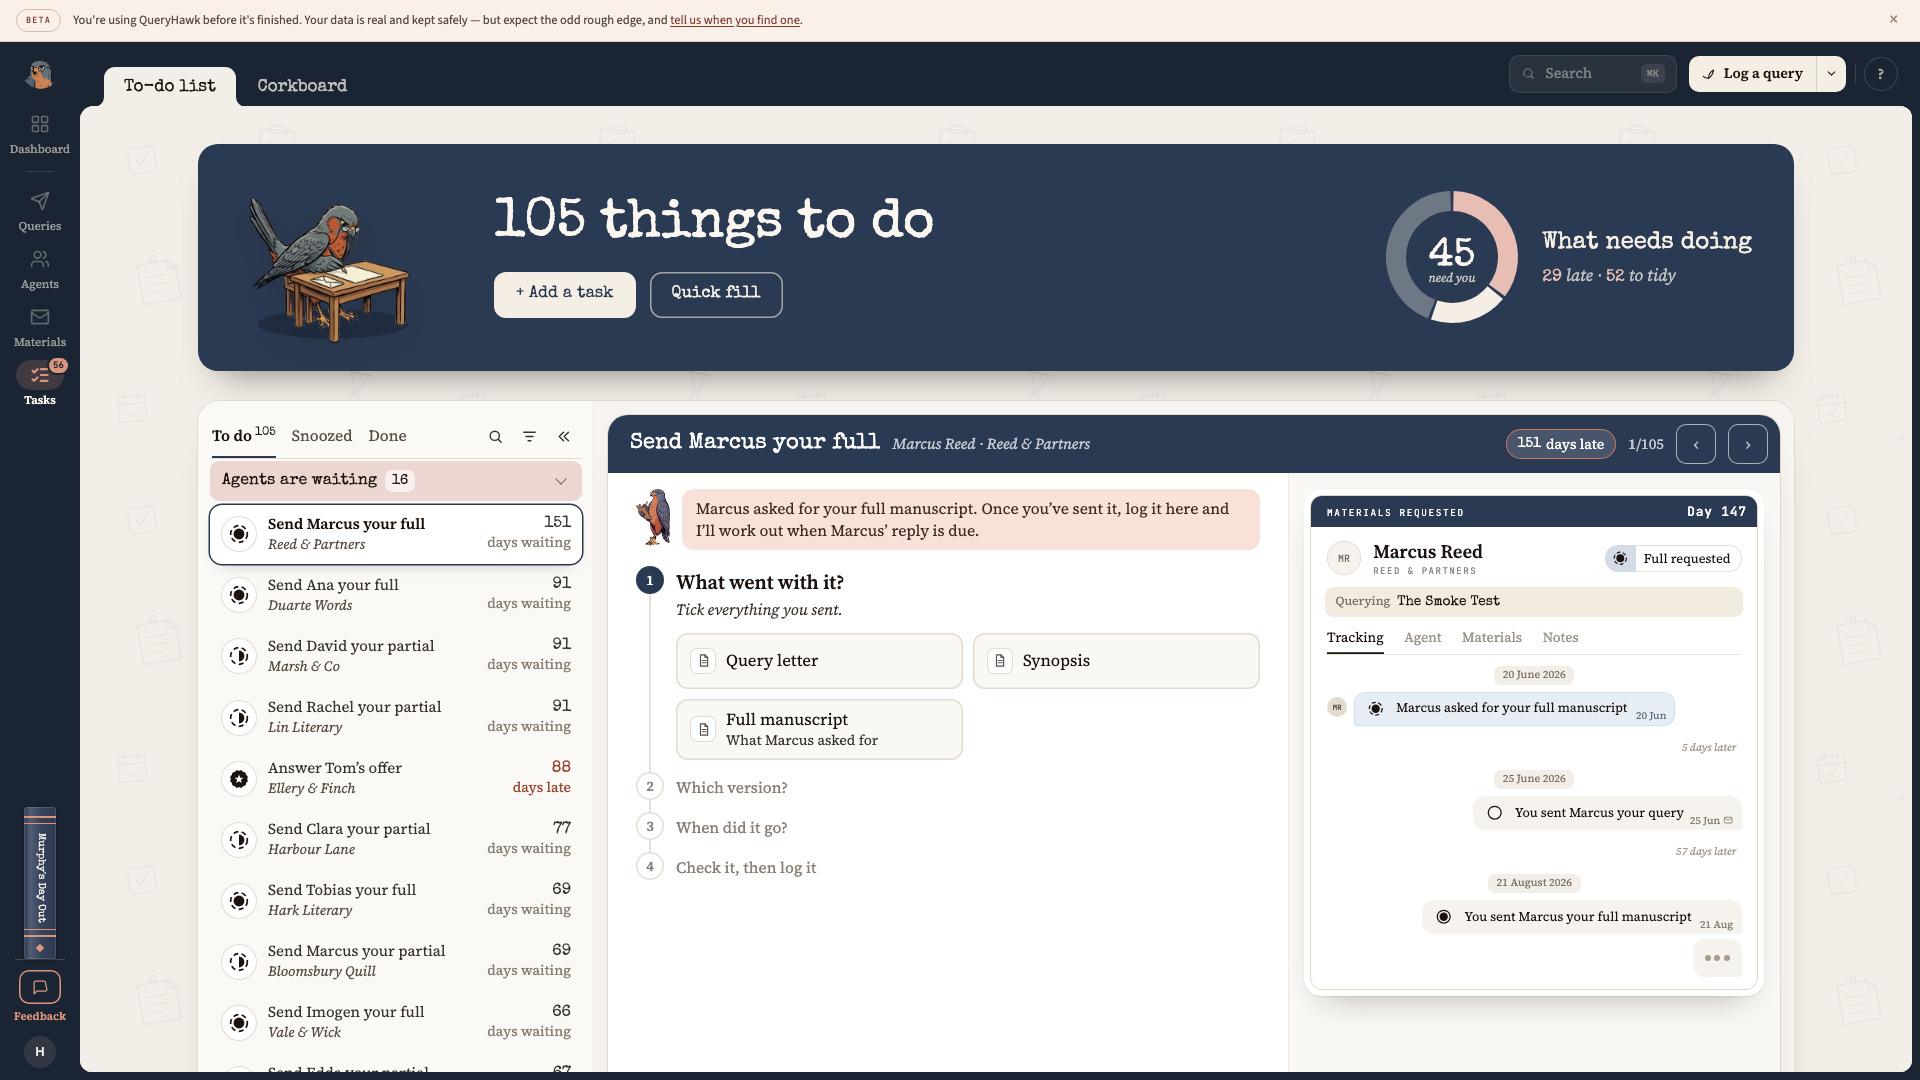 BETA You're using QueryHawk before it's finished. Your data is real and kept safely — but expect the odd rough edge, and tell us when you find one. ×
To-do list
Corkboard
Search ⌘K
Log a query
?
Dashboard
Queries
Agents
Materials
56
Tasks
Murphy's Day Out
Feedback
H
105 things to do
+ Add a task
Quick fill
45
need you
What needs doing
29 late · 52 to tidy
To do 105
Snoozed
Done
Agents are waiting 16
Send Marcus your full 151
Reed & Partners days waiting
Send Ana your full 91
Duarte Words days waiting
Send David your partial 91
Marsh & Co days waiting
Send Rachel your partial 91
Lin Literary days waiting
Answer Tom's offer 88
Ellery & Finch days late
Send Clara your partial 77
Harbour Lane days waiting
Send Tobias your full 69
Hark Literary days waiting
Send Marcus your partial 69
Bloomsbury Quill days waiting
Send Imogen your full 66
Vale & Wick days waiting
Send Edda your partial 67
Send Marcus your full Marcus Reed · Reed & Partners
151 days late
1/105
Marcus asked for your full manuscript. Once you've sent it, log it here and
I'll work out when Marcus' reply is due.
1 What went with it?
Tick everything you sent.
Query letter
Synopsis
Full manuscript
What Marcus asked for
2 Which version?
3 When did it go?
4 Check it, then log it
MATERIALS REQUESTED Day 147
MR Marcus Reed
REED & PARTNERS
Full requested
Querying The Smoke Test
Tracking Agent Materials Notes
20 June 2026
MR Marcus asked for your full manuscript 20 Jun
5 days later
25 June 2026
You sent Marcus your query 25 Jun
57 days later
21 August 2026
You sent Marcus your full manuscript 21 Aug